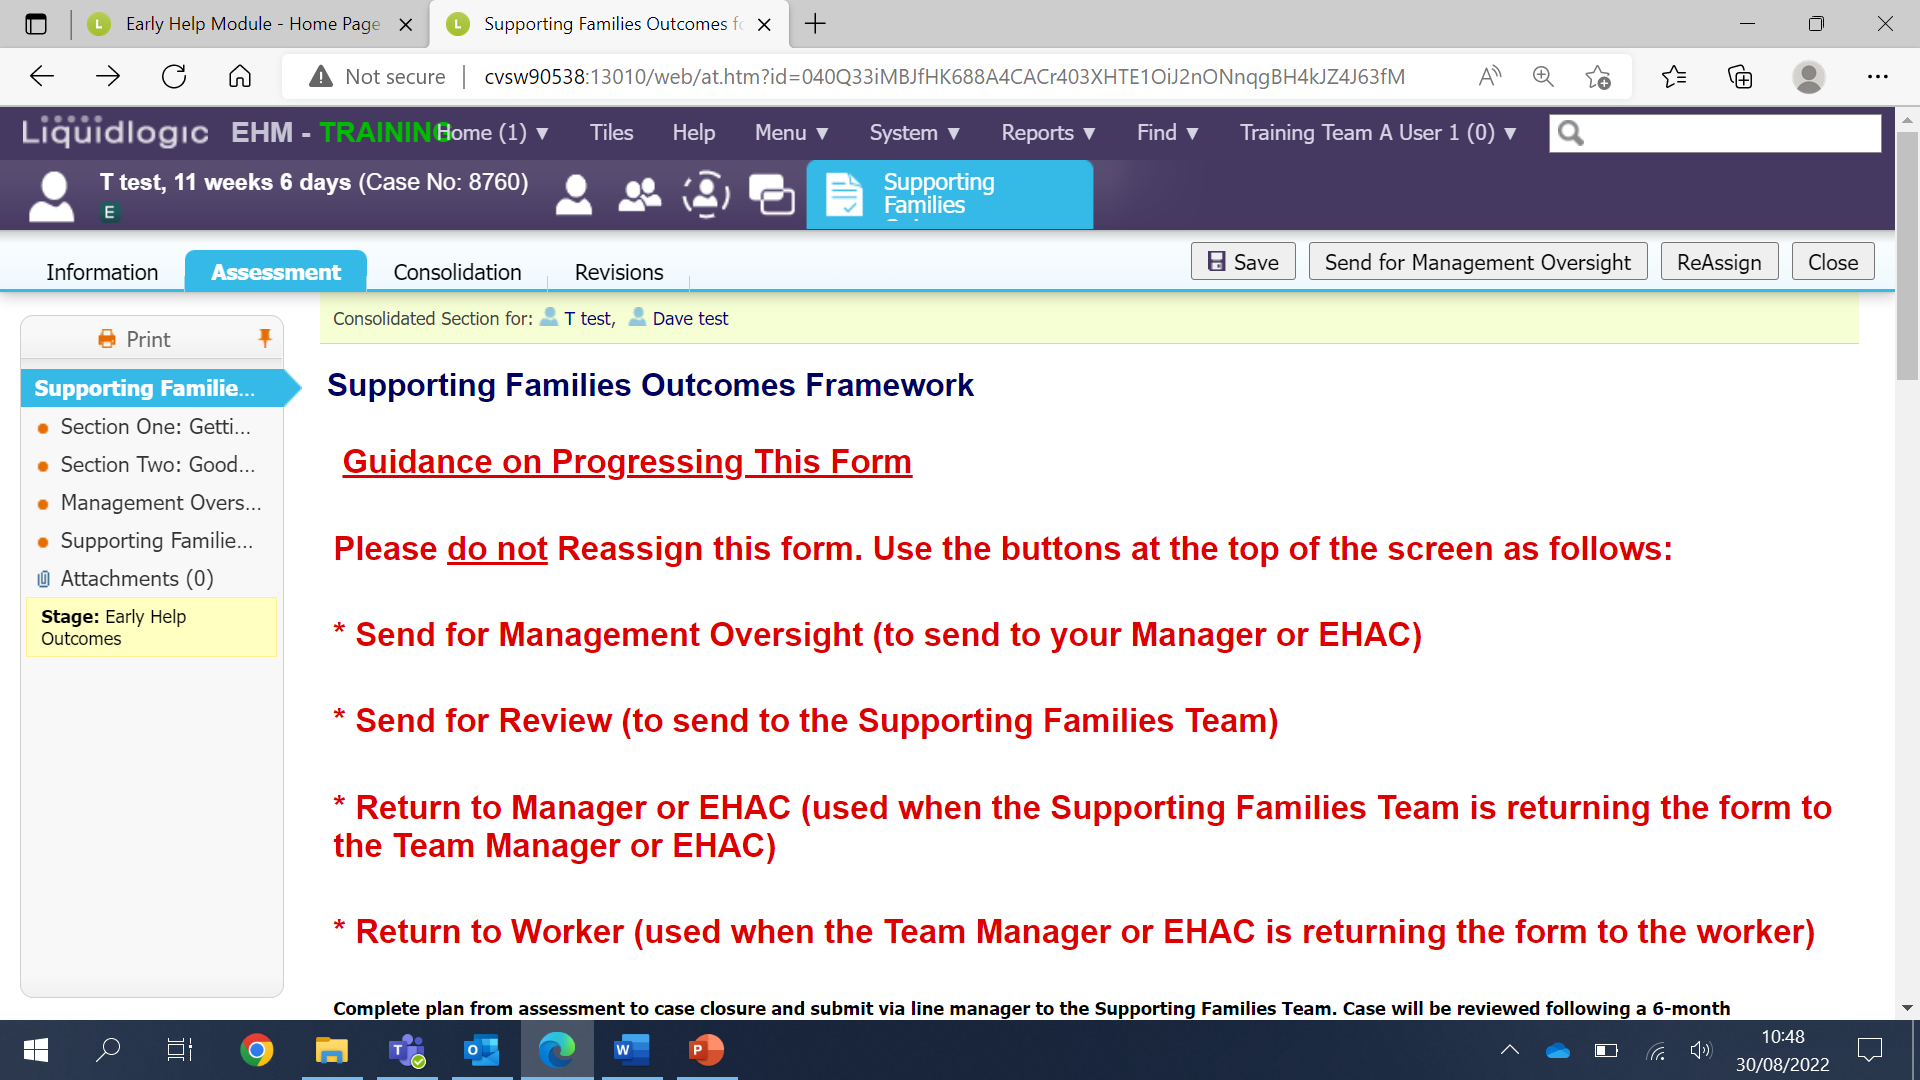 Early Help Module - Home Page
Supporting Families Outcomes fo
Not secure
cvsw90538:13010/web/at.htm?id=040Q33iMBJfHK688A4CACr403XHTE1OiJ2nONnqgBH4kJZ4J63fM
Liquidlogic EHM - TRAINING
Home (1) ▼ Tiles Help Menu ▼ System ▼ Reports ▼ Find ▼ Training Team A User 1 (0) ▼
T test, 11 weeks 6 days (Case No: 8760)
E
Supporting
Families
Information Assessment Consolidation Revisions
Save Send for Management Oversight ReAssign Close
Print
Supporting Familie...
Section One: Getti...
Section Two: Good...
Management Overs...
Supporting Familie...
Attachments (0)
Stage: Early Help
Outcomes
Consolidated Section for: T test, Dave test
Supporting Families Outcomes Framework
Guidance on Progressing This Form
Please do not Reassign this form. Use the buttons at the top of the screen as follows:
* Send for Management Oversight (to send to your Manager or EHAC)
* Send for Review (to send to the Supporting Families Team)
* Return to Manager or EHAC (used when the Supporting Families Team is returning the form to
the Team Manager or EHAC)
* Return to Worker (used when the Team Manager or EHAC is returning the form to the worker)
Complete plan from assessment to case closure and submit via line manager to the Supporting Families Team. Case will be reviewed following a 6-month
10:48
30/08/2022